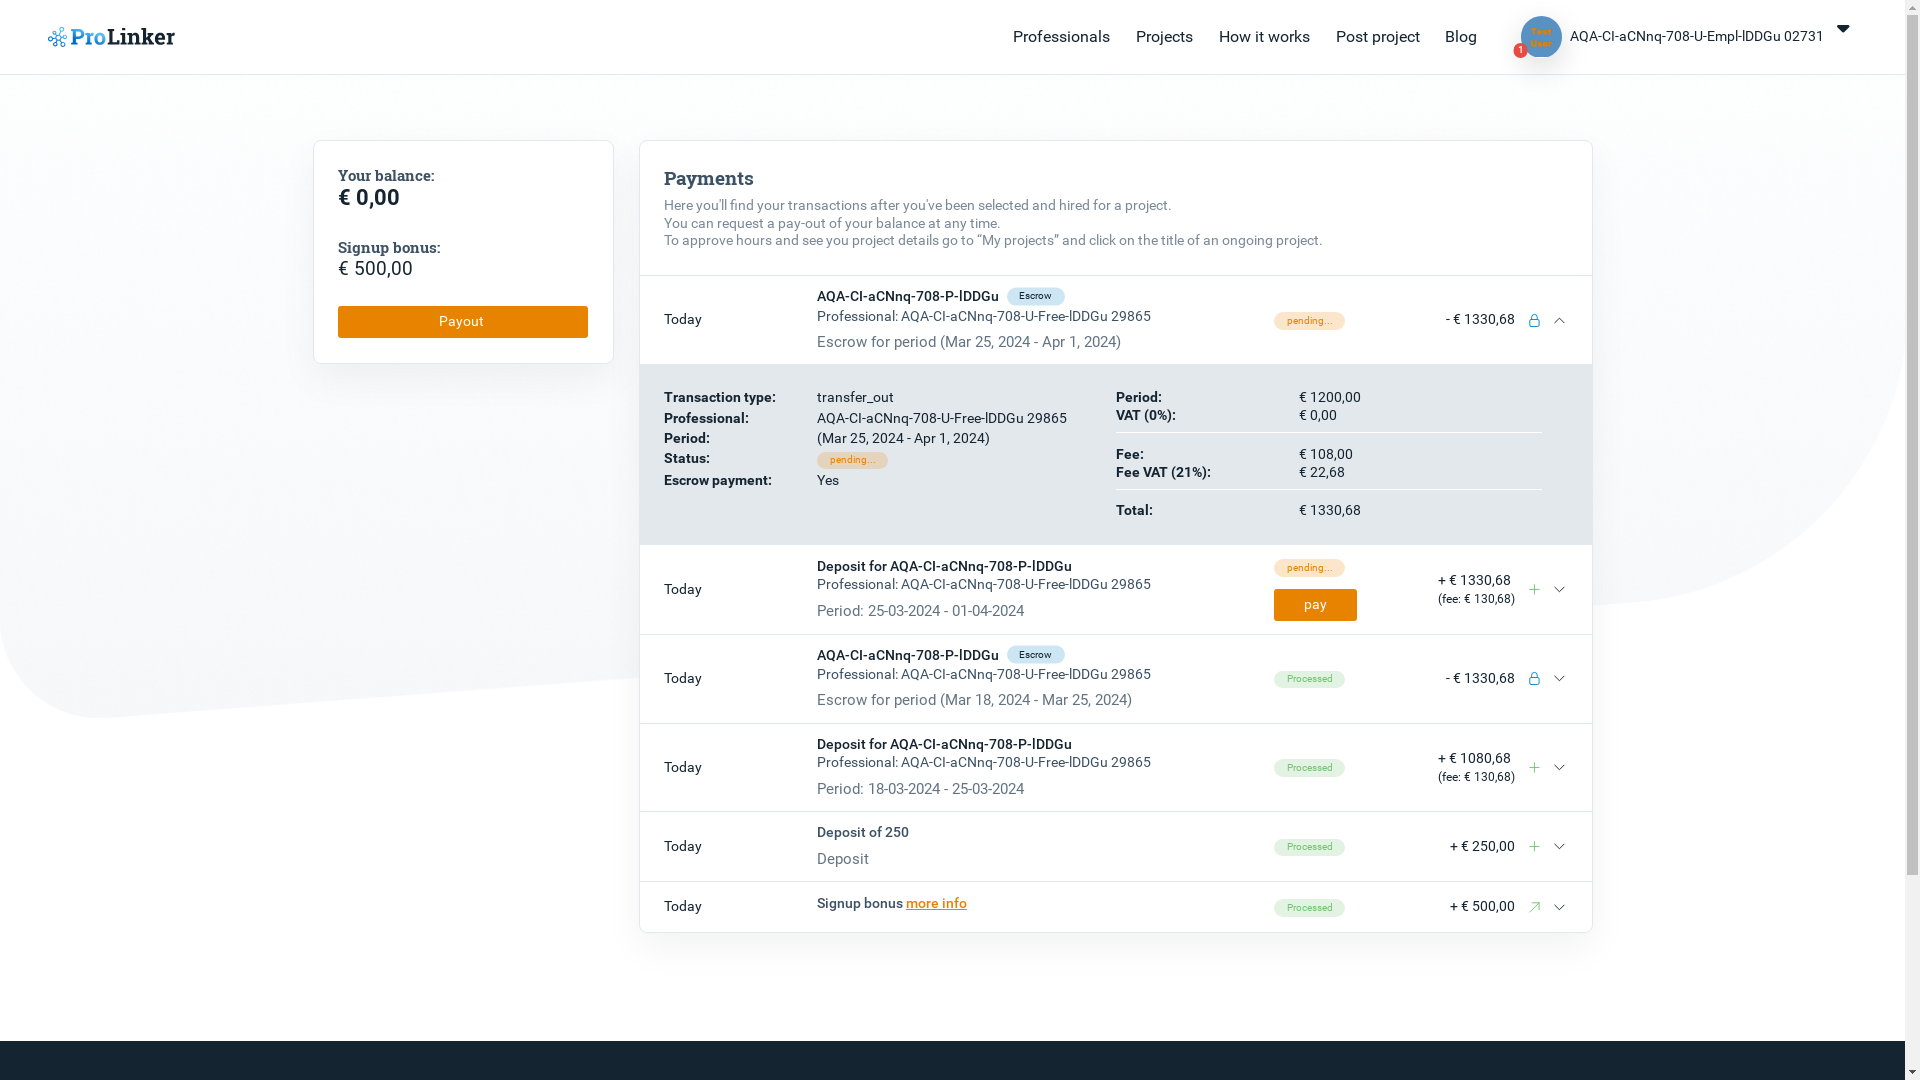 ProLinker
Professionals Projects How it works Post project Blog
1 AQA-CI-aCNnq-708-U-Empl-lDDGu 02731
Your balance:
€ 0,00
Signup bonus:
€ 500,00
Payout
Payments
Here you'll find your transactions after you've been selected and hired for a project.
You can request a pay-out of your balance at any time.
To approve hours and see you project details go to “My projects” and click on the title of an ongoing project.
Today
AQA-CI-aCNnq-708-P-lDDGu Escrow
Professional: AQA-CI-aCNnq-708-U-Free-lDDGu 29865
Escrow for period (Mar 25, 2024 - Apr 1, 2024)
pending...
- € 1330,68
Transaction type: transfer_out
Professional: AQA-CI-aCNnq-708-U-Free-lDDGu 29865
Period: (Mar 25, 2024 - Apr 1, 2024)
Status: pending...
Escrow payment: Yes
Period: € 1200,00
VAT (0%): € 0,00
Fee: € 108,00
Fee VAT (21%): € 22,68
Total: € 1330,68
Today
Deposit for AQA-CI-aCNnq-708-P-lDDGu
Professional: AQA-CI-aCNnq-708-U-Free-lDDGu 29865
Period: 25-03-2024 - 01-04-2024
pending...
pay
+ € 1330,68
(fee: € 130,68)
Today
AQA-CI-aCNnq-708-P-lDDGu Escrow
Professional: AQA-CI-aCNnq-708-U-Free-lDDGu 29865
Escrow for period (Mar 18, 2024 - Mar 25, 2024)
Processed
- € 1330,68
Today
Deposit for AQA-CI-aCNnq-708-P-lDDGu
Professional: AQA-CI-aCNnq-708-U-Free-lDDGu 29865
Period: 18-03-2024 - 25-03-2024
Processed
+ € 1080,68
(fee: € 130,68)
Today
Deposit of 250
Deposit
Processed
+ € 250,00
Today
Signup bonus more info
Processed
+ € 500,00